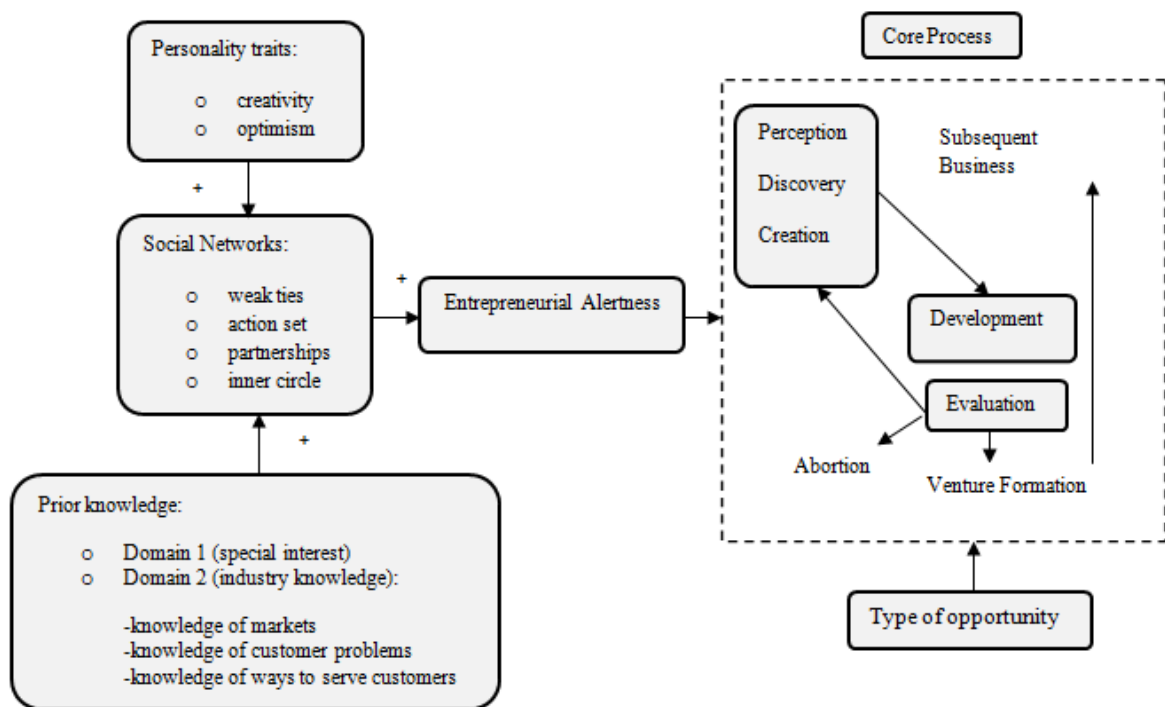 Personality traits:
o creativity
o optimism
+
Social Networks:
o weak ties
o action set
o partnerships
o inner circle
+
Prior knowledge:
o Domain 1 (special interest)
o Domain 2 (industry knowledge):
-knowledge of markets
-knowledge of customer problems
-knowledge of ways to serve customers
+
Entrepreneurial Alertness
Core Process
Perception
Discovery
Creation
Subsequent
Business
Development
Evaluation
Abortion
Venture Formation
Type of opportunity